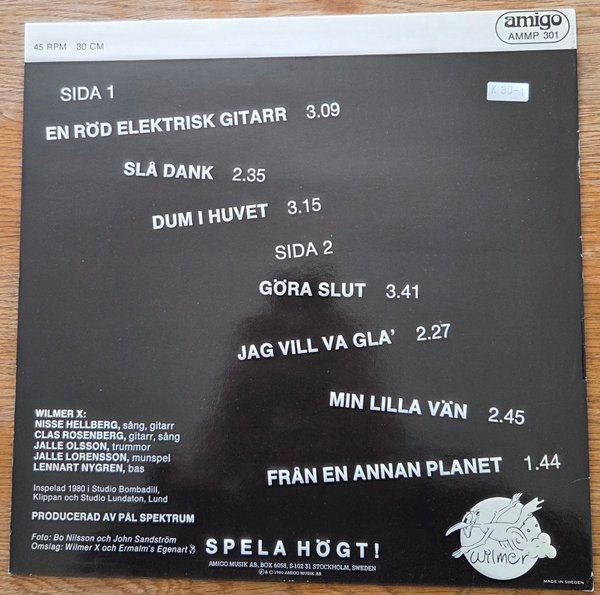 45 RPM 30 CM
amigo
AMMP 301
K 30-1
SIDA 1
EN RÖD ELEKTRISK GITARR 3.09
SLÅ DANK 2.35
DUM I HUVET 3.15
SIDA 2
GÖRA SLUT 3.41
JAG VILL VA GLA' 2.27
MIN LILLA VÄN 2.45
FRÅN EN ANNAN PLANET 1.44
WILMER X:
NISSE HELLBERG, sång, gitarr
CLAS ROSENBERG, gitarr, sång
JALLE OLSSON, trummor
JALLE LORENSSON, munspel
LENNART NYGREN, bas
Inspelad 1980 i Studio Bombadill,
Klippan och Studio Lundaton, Lund
PRODUCERAD AV PÅL SPEKTRUM
Foto: Bo Nilsson och John Sandström
Omslag: Wilmer X och Ermalm's Egenart
SPELA HÖGT!
AMIGO MUSIK AB, BOX 6058, S-102 31 STOCKHOLM, SWEDEN
℗ & © 1980 AMIGO MUSIK AB
wilmer
MADE IN SWEDEN